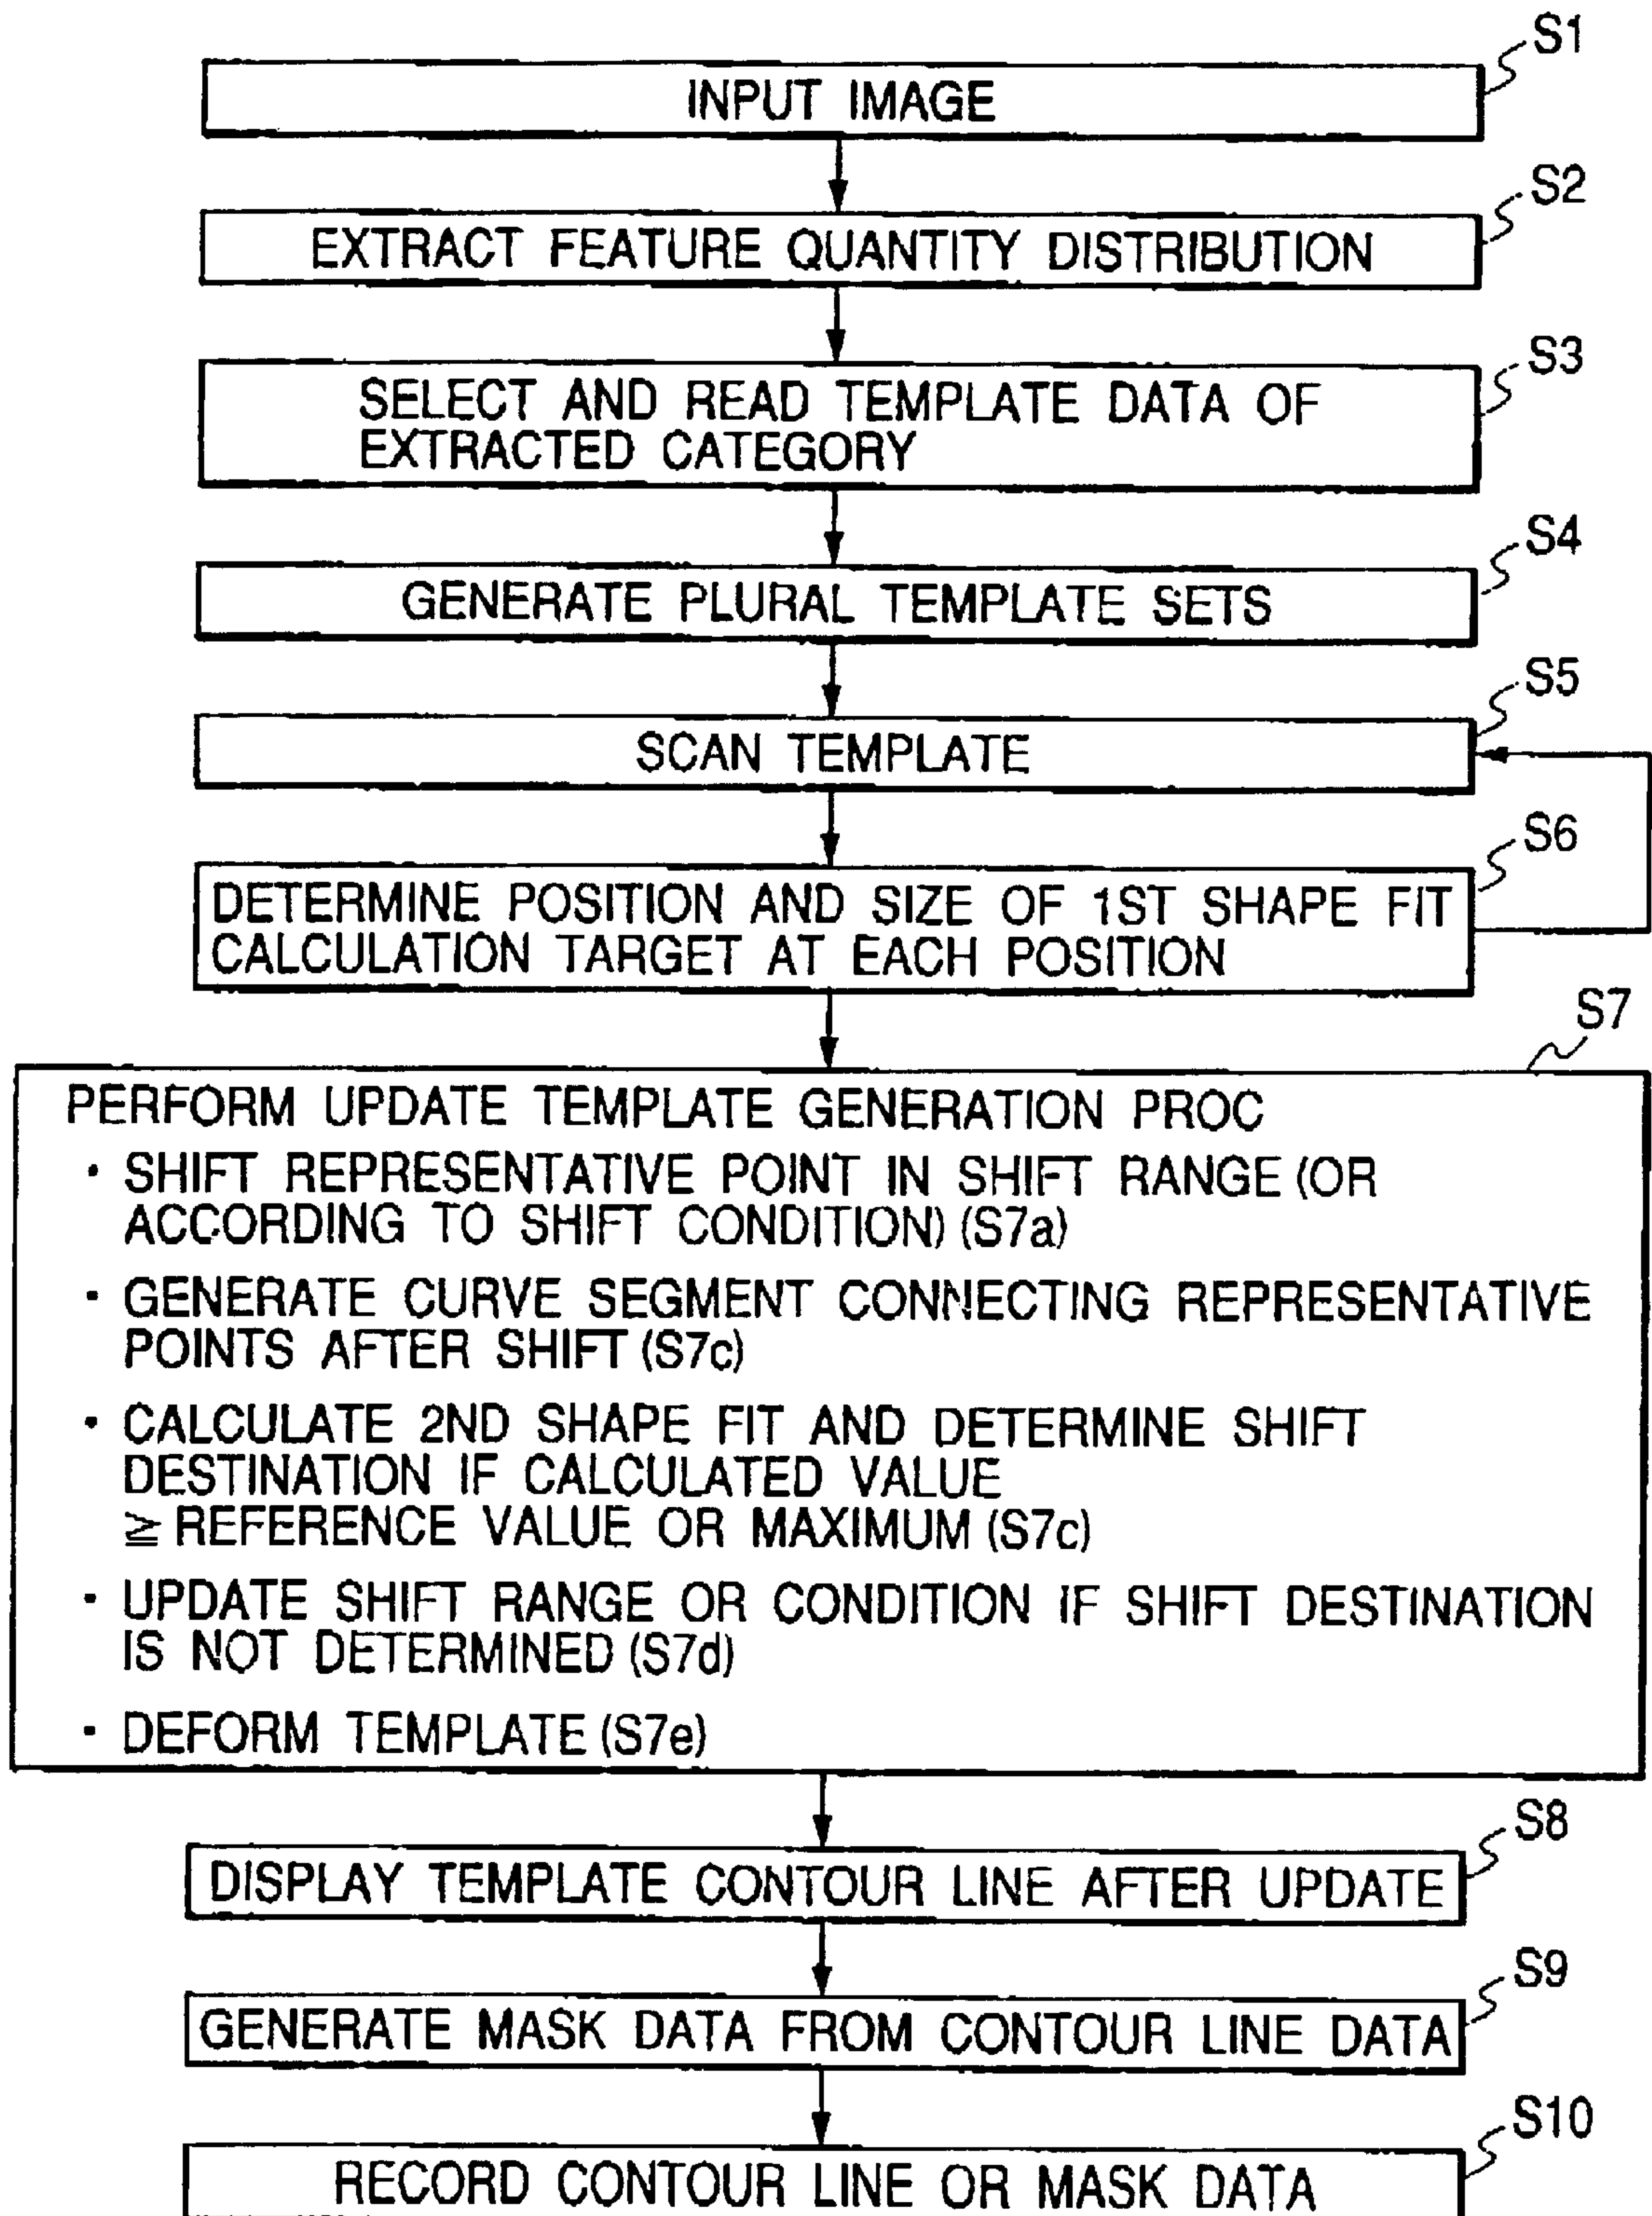 S1
INPUT IMAGE
S2
EXTRACT FEATURE QUANTITY DISTRIBUTION
S3
SELECT AND READ TEMPLATE DATA OF
EXTRACTED CATEGORY
S4
GENERATE PLURAL TEMPLATE SETS
S5
SCAN TEMPLATE
S6
DETERMINE POSITION AND SIZE OF 1ST SHAPE FIT
CALCULATION TARGET AT EACH POSITION
S7
PERFORM UPDATE TEMPLATE GENERATION PROC
· SHIFT REPRESENTATIVE POINT IN SHIFT RANGE (OR
ACCORDING TO SHIFT CONDITION) (S7a)
· GENERATE CURVE SEGMENT CONNECTING REPRESENTATIVE
POINTS AFTER SHIFT (S7c)
· CALCULATE 2ND SHAPE FIT AND DETERMINE SHIFT
DESTINATION IF CALCULATED VALUE
≧ REFERENCE VALUE OR MAXIMUM (S7c)
· UPDATE SHIFT RANGE OR CONDITION IF SHIFT DESTINATION
IS NOT DETERMINED (S7d)
· DEFORM TEMPLATE (S7e)
S8
DISPLAY TEMPLATE CONTOUR LINE AFTER UPDATE
S9
GENERATE MASK DATA FROM CONTOUR LINE DATA
S10
RECORD CONTOUR LINE OR MASK DATA